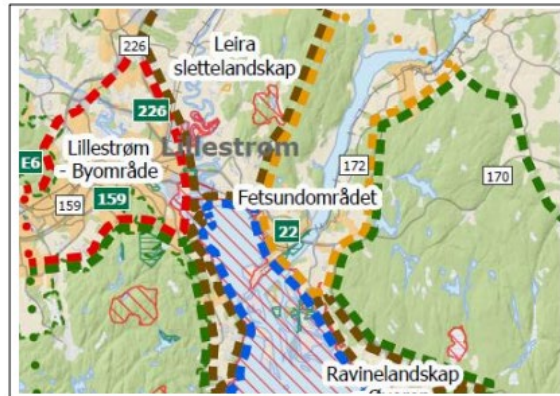 226
Leira
slettelandskap
226
Lillestrøm
E6
Lillestrøm
- Byområde
159
159
172
170
Fetsundområdet
22
Ravinelandskap